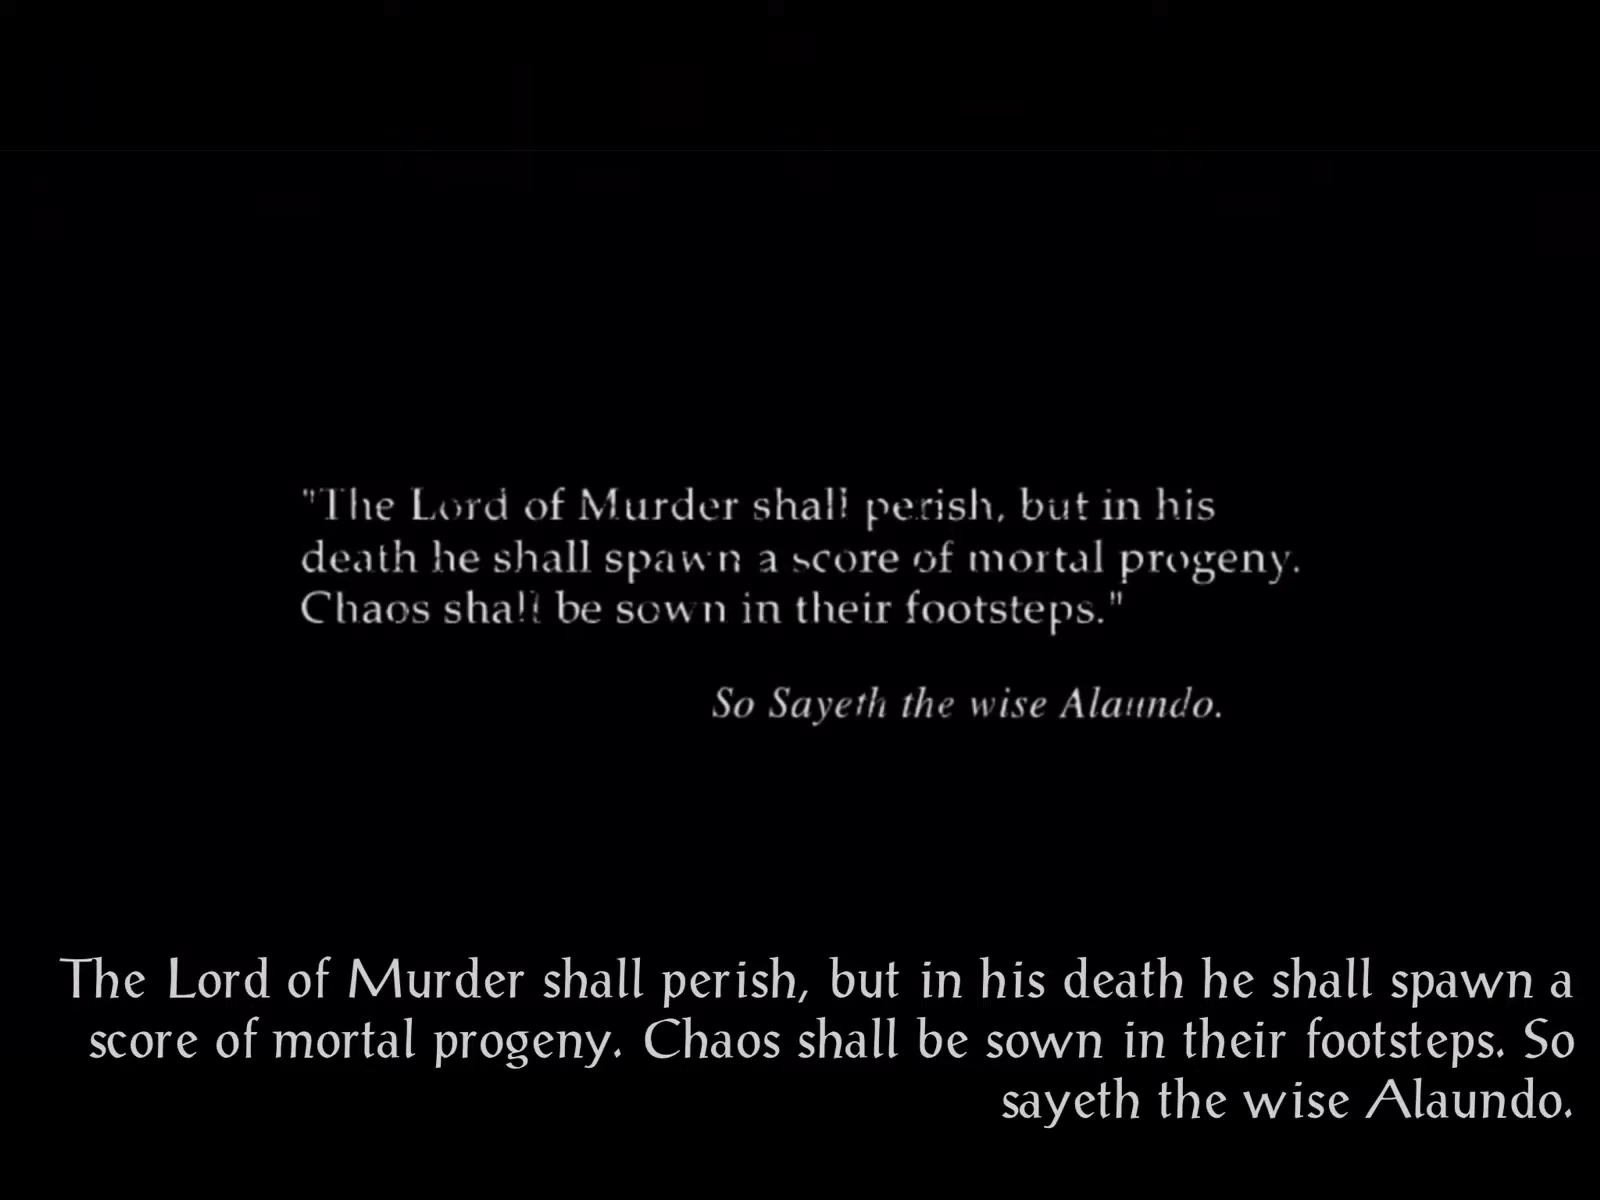 "The Lord of Murder shall perish, but in his
death he shall spawn a score of mortal progeny.
Chaos shall be sown in their footsteps."
So Sayeth the wise Alaundo.
The Lord of Murder shall perish, but in his death he shall spawn a
score of mortal progeny. Chaos shall be sown in their footsteps. So
sayeth the wise Alaundo.